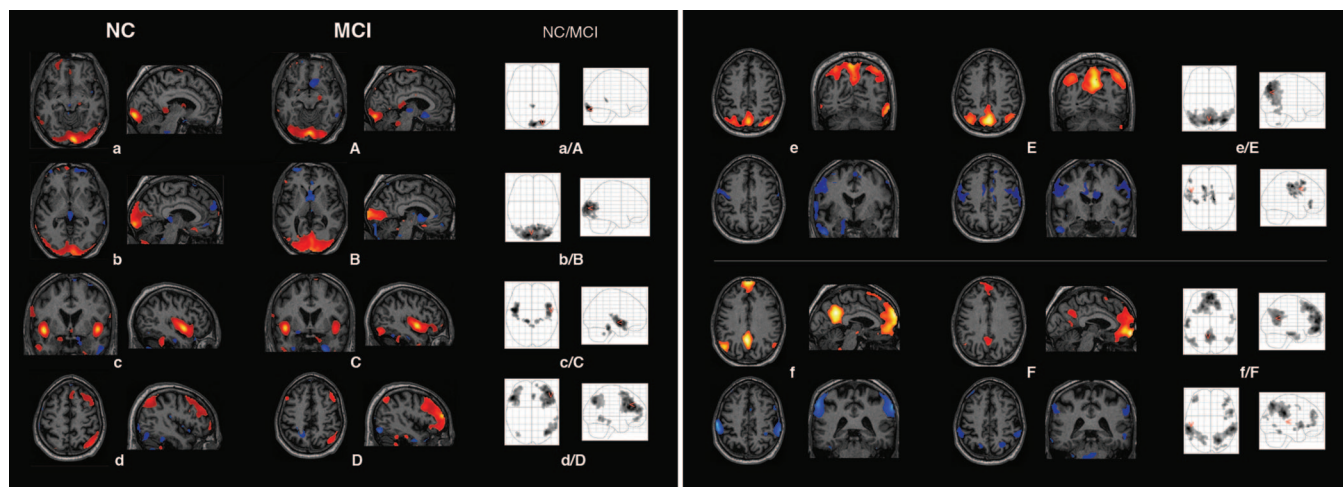 NC MCI NC/MCI
a A a/A
b B b/B
c C c/C
d D d/D
e E e/E
f F f/F